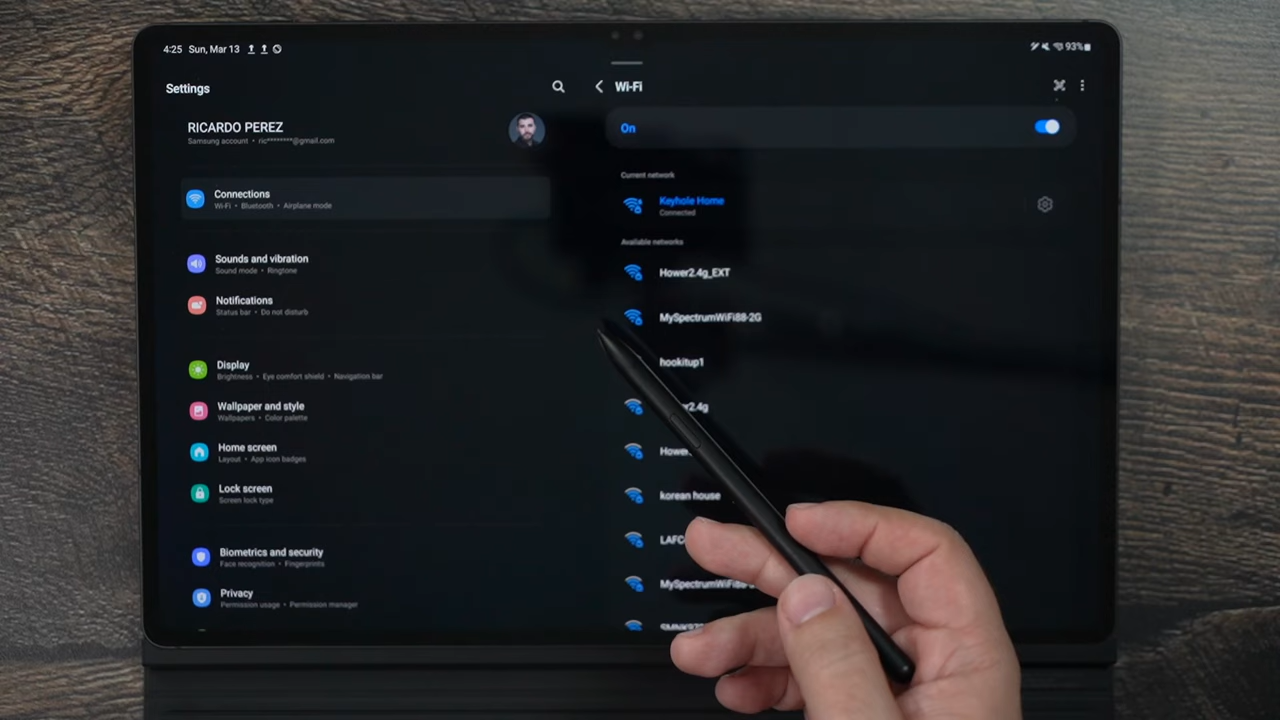 4:25 Sun, Mar 13
93%
Settings
RICARDO PEREZ
Samsung account • ric********@gmail.com
Connections
Wi-Fi • Bluetooth • Airplane mode
Sounds and vibration
Sound mode • Ringtone
Notifications
Status bar • Do not disturb
Display
Brightness • Eye comfort shield • Navigation bar
Wallpaper and style
Wallpapers • Color palette
Home screen
Layout • App icon badges
Lock screen
Screen lock type
Biometrics and security
Face recognition • Fingerprints
Privacy
Permission usage • Permission manager
Wi-Fi
On
Current network
Keyhole Home
Connected
Available networks
Hower2.4g_EXT
MySpectrumWiFi88-2G
hookitup1
korean house